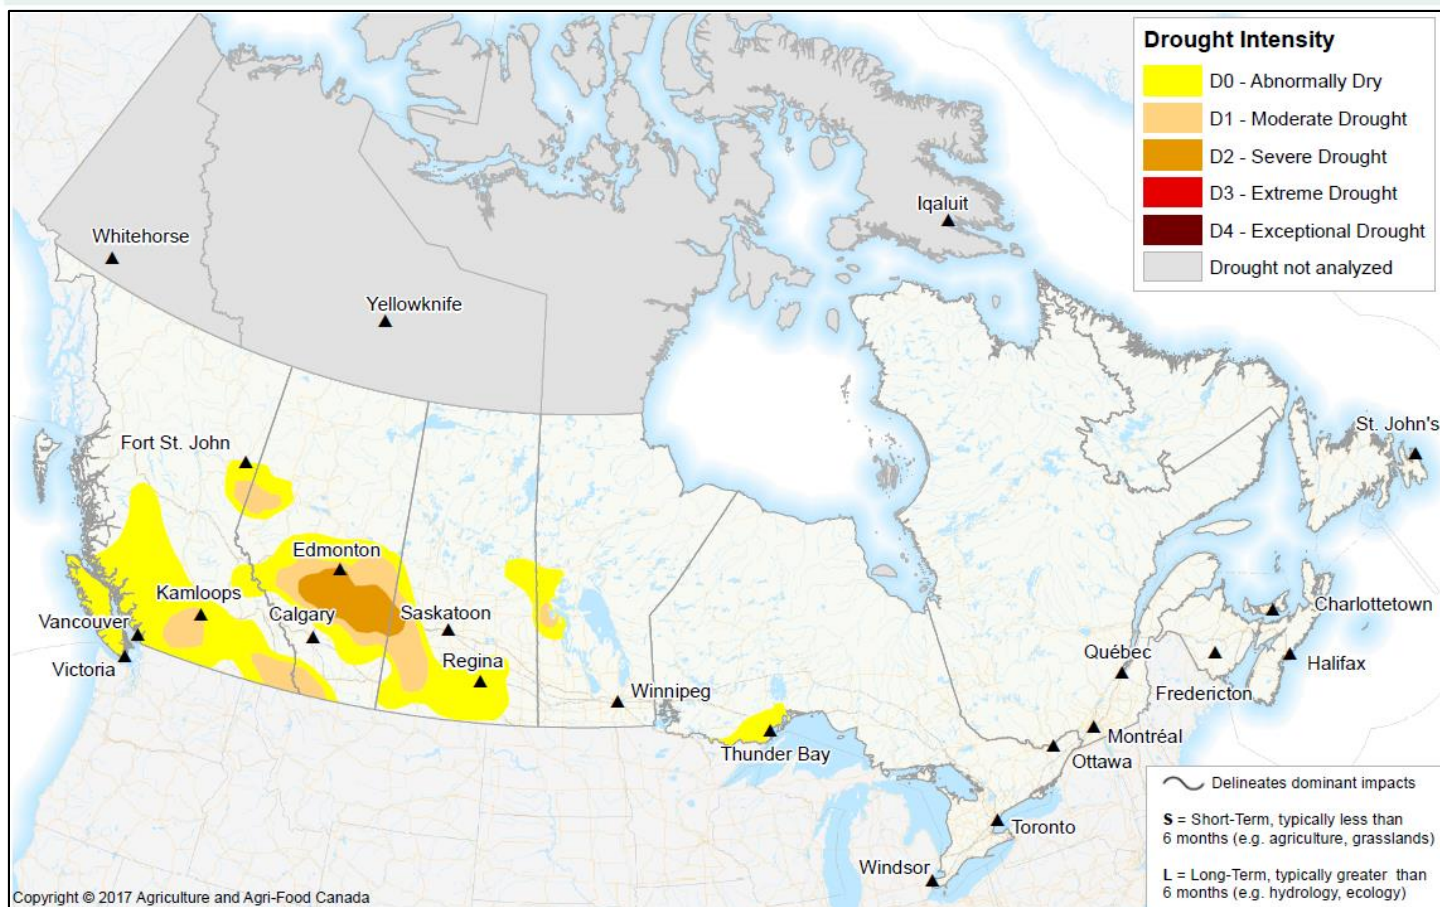 Drought Intensity
D0 - Abnormally Dry
D1 - Moderate Drought
D2 - Severe Drought
D3 - Extreme Drought
D4 - Exceptional Drought
Drought not analyzed
Iqaluit
Whitehorse
Yellowknife
Fort St. John
St. John's
Edmonton
Kamloops
Calgary
Saskatoon
Vancouver
Charlottetown
Victoria
Regina
Québec
Halifax
Winnipeg
Fredericton
Montréal
Thunder Bay
Ottawa
Toronto
Windsor
Delineates dominant impacts
S = Short-Term, typically less than
6 months (e.g. agriculture, grasslands)
L = Long-Term, typically greater than
6 months (e.g. hydrology, ecology)
Copyright © 2017 Agriculture and Agri-Food Canada